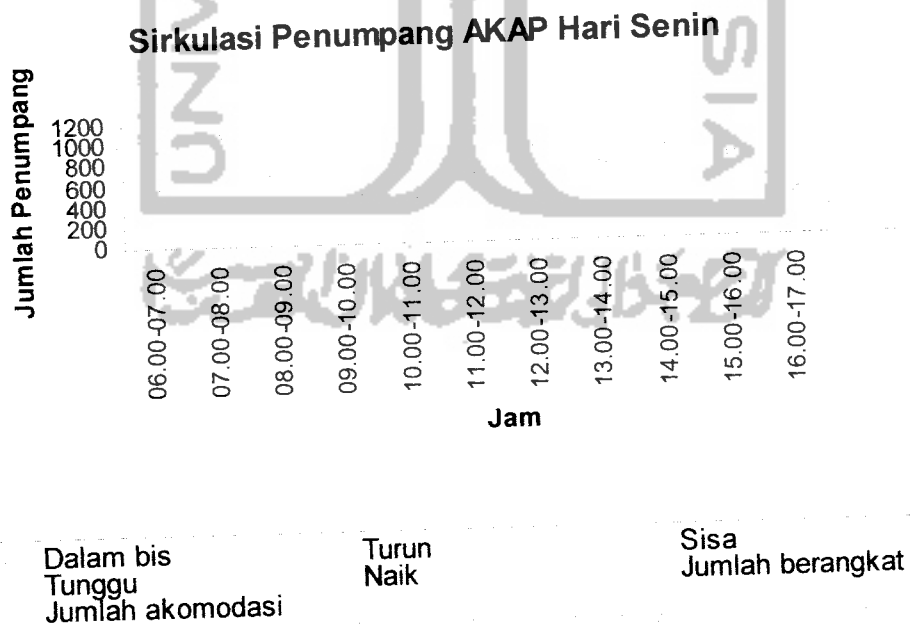 Sirkulasi Penumpang AKAP Hari Senin
Jumlah Penumpang
1200
1000
800
600
400
200
0
06.00-07.00
07.00-08.00
08.00-09.00
09.00-10.00
10.00-11.00
11.00-12.00
12.00-13.00
13.00-14.00
14.00-15.00
15.00-16.00
16.00-17.00
Jam
Dalam bis
Turun
Sisa
Tunggu
Naik
Jumlah berangkat
Jumlah akomodasi